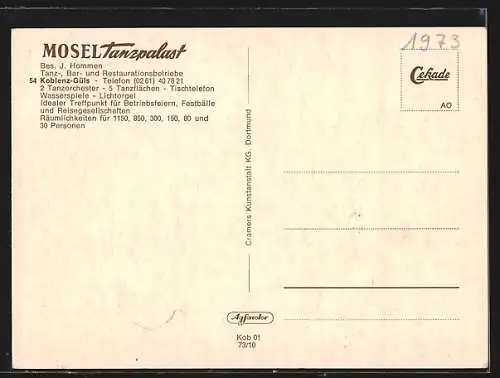 MOSEL Tanzpalast
Bes. J. Hommen
Tanz-, Bar- und Restaurationsbetriebe
54 Koblenz-Güls - Telefon (0261) 40 78 21
2 Tanzorchester - 5 Tanzflächen - Tischtelefon
Wasserspiele - Lichtorgel
Idealer Treffpunkt für Betriebsfeiern, Festbälle
und Reisegesellschaften
Räumlichkeiten für 1150, 850, 300, 150, 80 und
30 Personen
1973
Cekade
AO
Cramers Kunstanstalt KG. Dortmund
Agfacolor
Kob 01
73/10